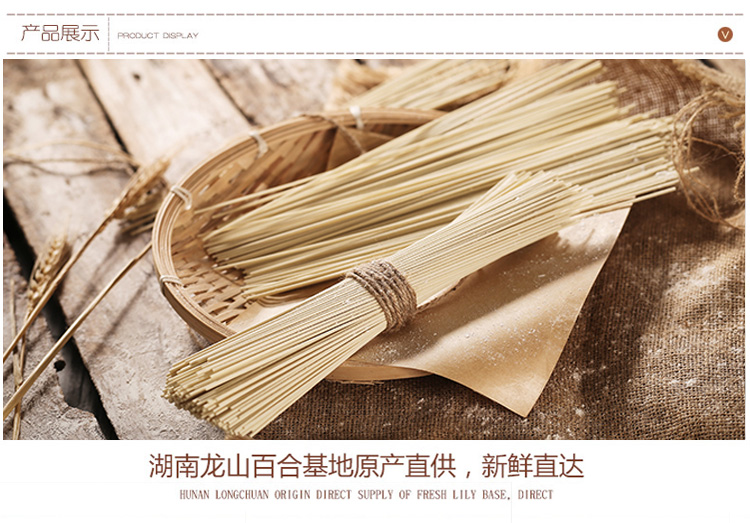 产品展示
PRODUCT DISPLAY
V
湖南龙山百合基地原产直供，新鲜直达
HUNAN LONGCHUAN ORIGIN DIRECT SUPPLY OF FRESH LILY BASE, DIRECT